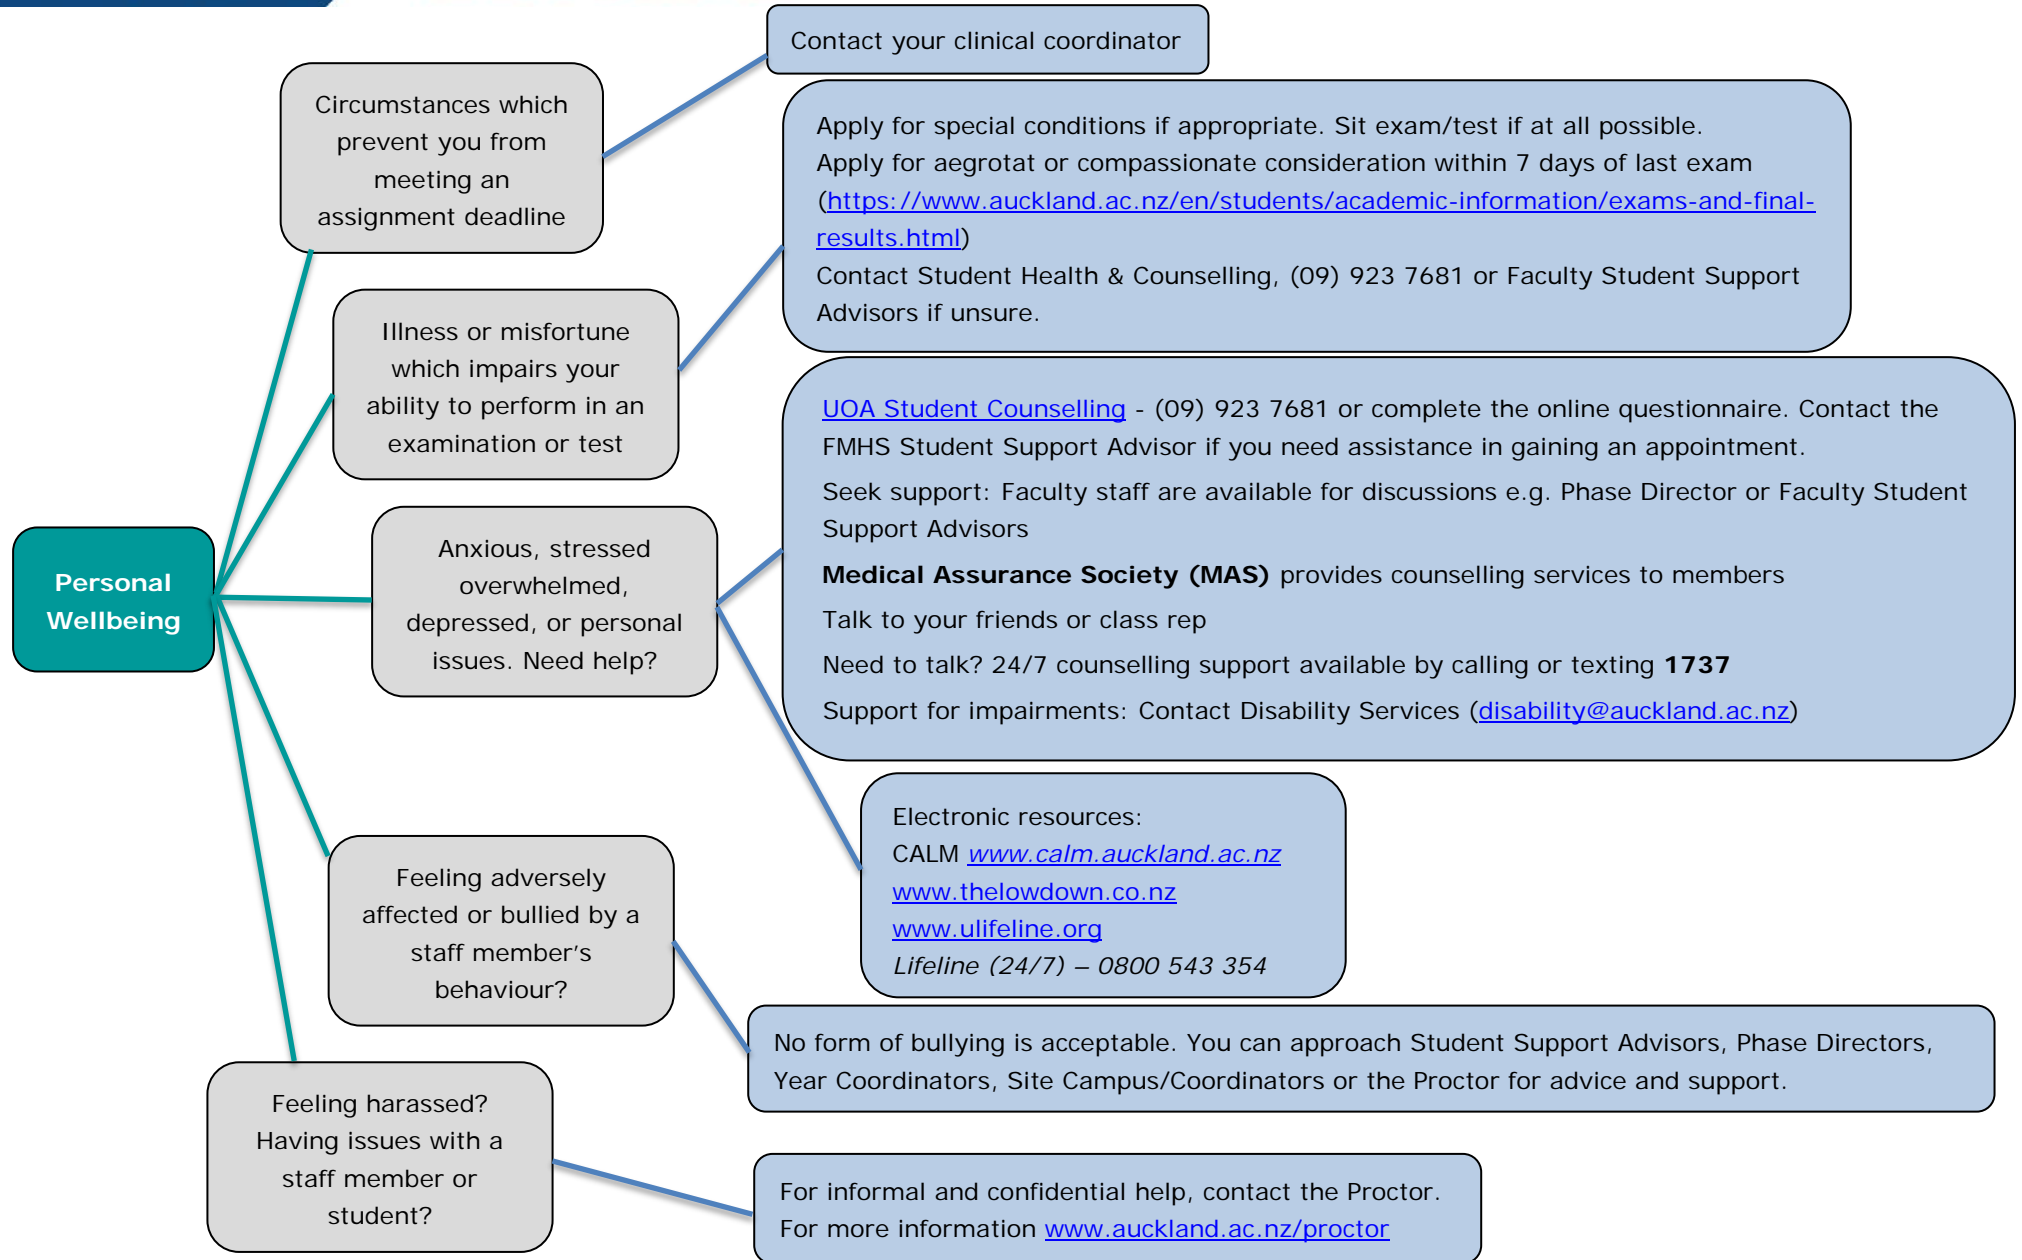 Contact your clinical coordinator
Circumstances which
prevent you from
meeting an
assignment deadline
Apply for special conditions if appropriate. Sit exam/test if at all possible.
Apply for aegrotat or compassionate consideration within 7 days of last exam
(https://www.auckland.ac.nz/en/students/academic-information/exams-and-final-
results.html)
Contact Student Health & Counselling, (09) 923 7681 or Faculty Student Support
Advisors if unsure.
Illness or misfortune
which impairs your
ability to perform in an
examination or test
UOA Student Counselling - (09) 923 7681 or complete the online questionnaire. Contact the
FMHS Student Support Advisor if you need assistance in gaining an appointment.
Seek support: Faculty staff are available for discussions e.g. Phase Director or Faculty Student
Support Advisors
Medical Assurance Society (MAS) provides counselling services to members
Talk to your friends or class rep
Need to talk? 24/7 counselling support available by calling or texting 1737
Support for impairments: Contact Disability Services (disability@auckland.ac.nz)
Anxious, stressed
overwhelmed,
depressed, or personal
issues. Need help?
Personal
Wellbeing
Electronic resources:
CALM www.calm.auckland.ac.nz
www.thelowdown.co.nz
www.ulifeline.org
Lifeline (24/7) – 0800 543 354
Feeling adversely
affected or bullied by a
staff member’s
behaviour?
No form of bullying is acceptable. You can approach Student Support Advisors, Phase Directors,
Year Coordinators, Site Campus/Coordinators or the Proctor for advice and support.
Feeling harassed?
Having issues with a
staff member or
student?
For informal and confidential help, contact the Proctor.
For more information www.auckland.ac.nz/proctor